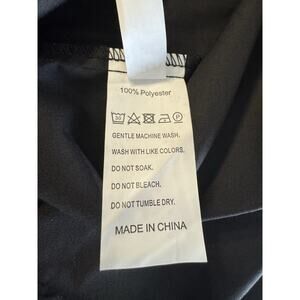 100% Polyester
GENTLE MACHINE WASH.
WASH WITH LIKE COLORS.
DO NOT SOAK.
DO NOT BLEACH.
DO NOT TUMBLE DRY.
MADE IN CHINA